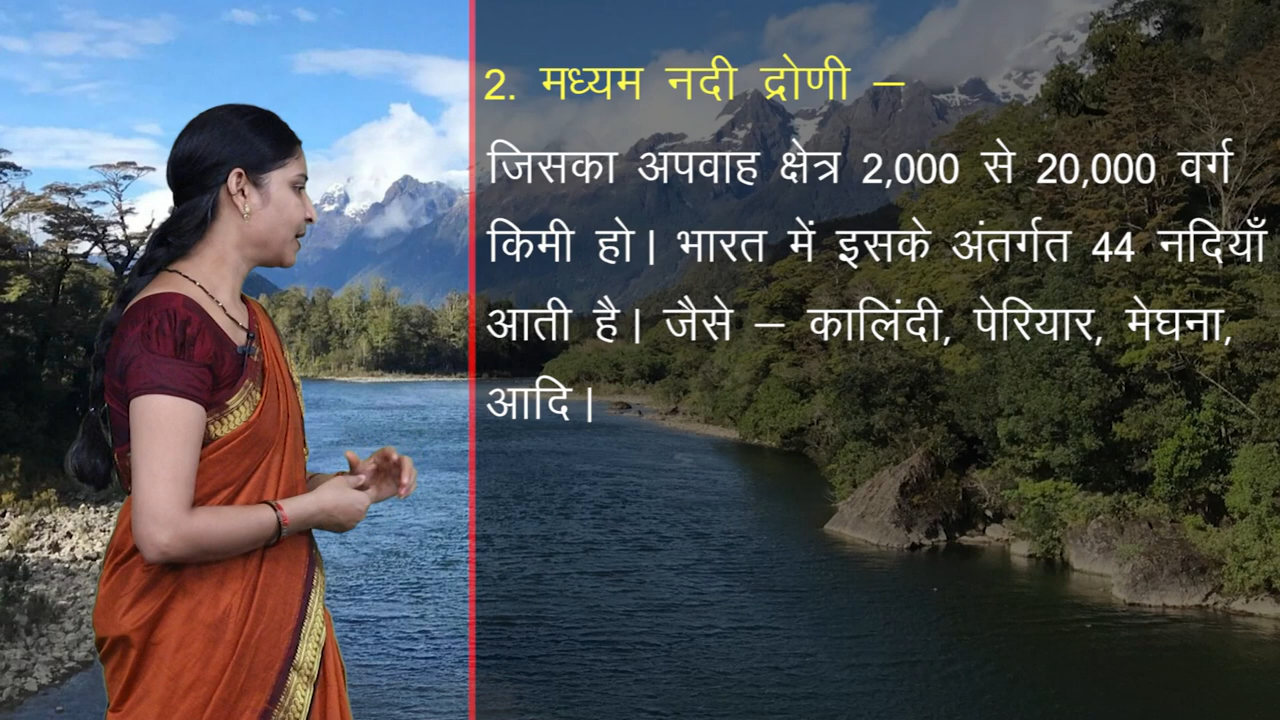 2. मध्यम नदी द्रोणी –
जिसका अपवाह क्षेत्र 2,000 से 20,000 वर्ग
किमी हो। भारत में इसके अंतर्गत 44 नदियाँ
आती है। जैसे – कालिंदी, पेरियार, मेघना,
आदि।